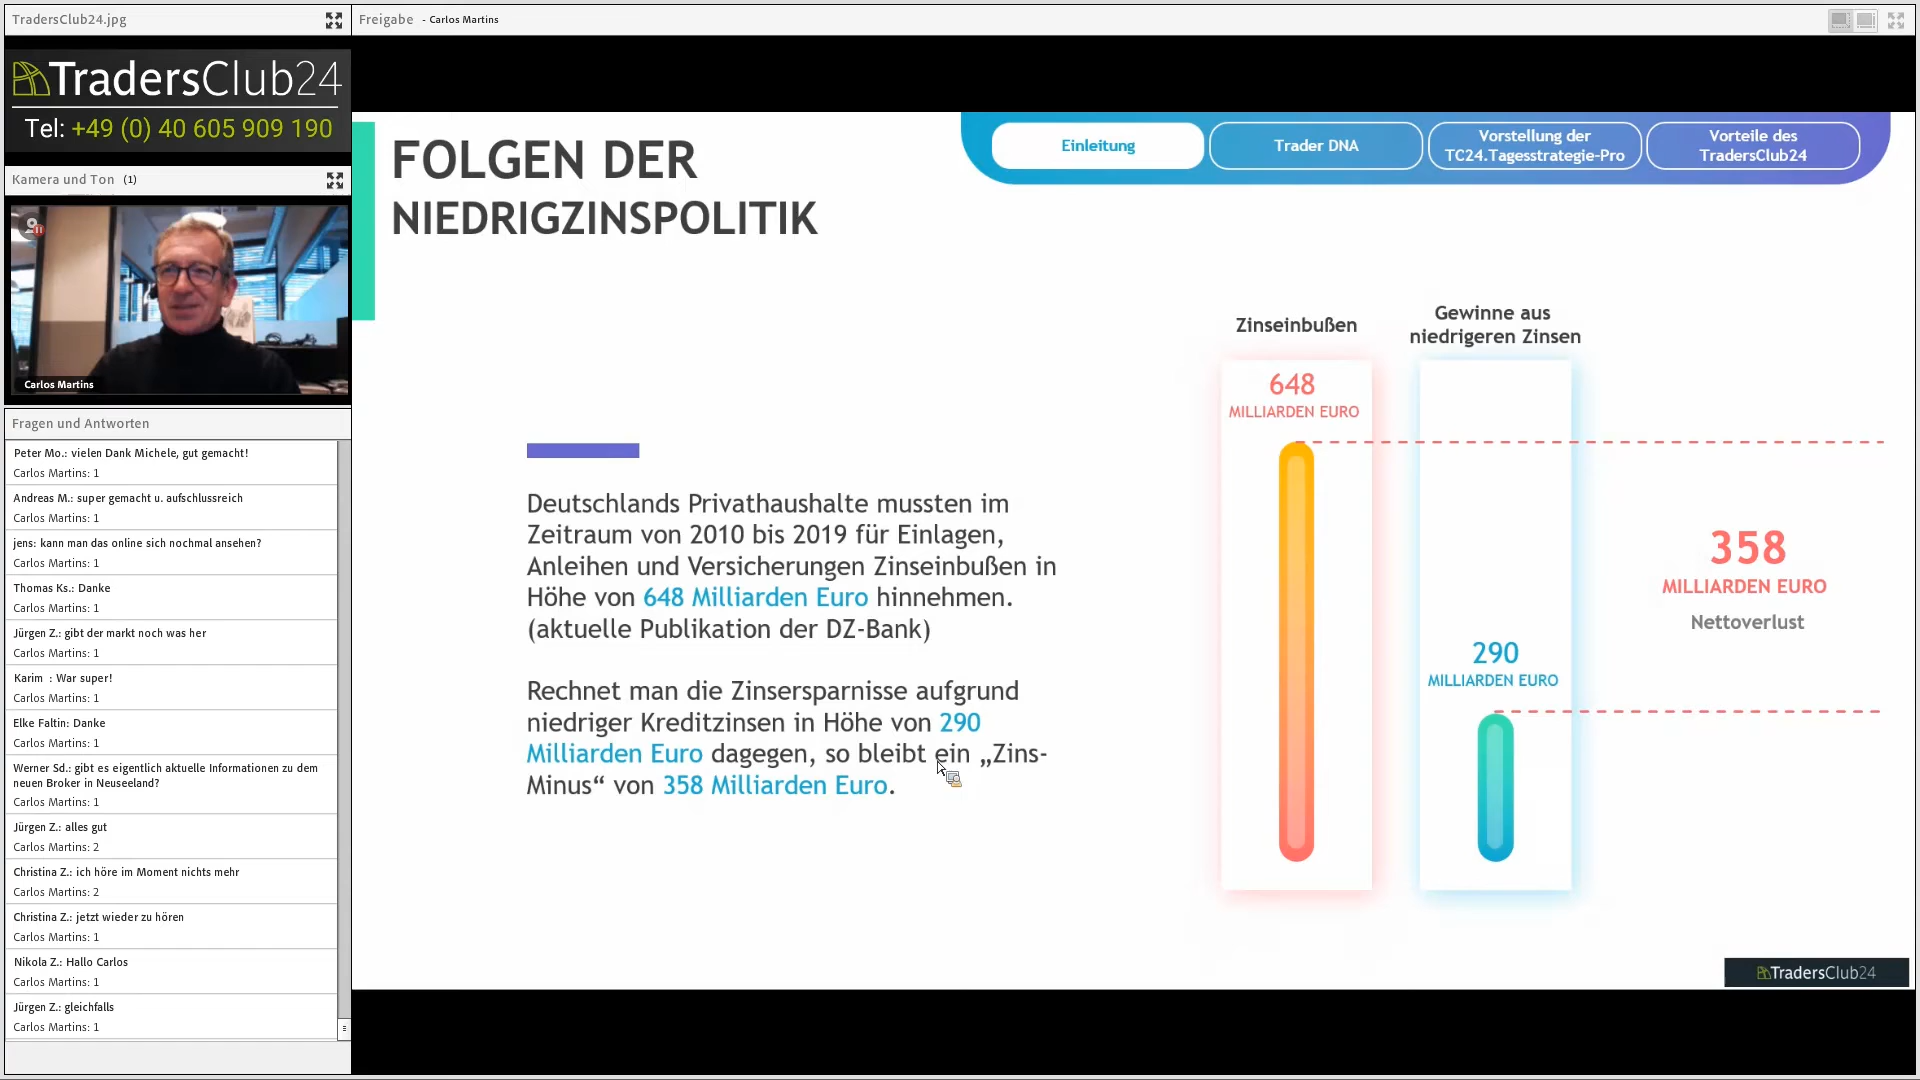 TradersClub24.jpg
TradersClub24
Tel: +49 (0) 40 605 909 190
Kamera und Ton (1)
Carlos Martins
Fragen und Antworten
Peter Mo.: vielen Dank Michele, gut gemacht!
Carlos Martins: 1
Andreas M.: super gemacht u. aufschlussreich
Carlos Martins: 1
jens: kann man das online sich nochmal ansehen?
Carlos Martins: 1
Thomas Ks.: Danke
Carlos Martins: 1
Jürgen Z.: gibt der markt noch was her
Carlos Martins: 1
Karim : War super!
Carlos Martins: 1
Elke Faltin: Danke
Carlos Martins: 1
Werner Sd.: gibt es eigentlich aktuelle Informationen zu dem
neuen Broker in Neuseeland?
Carlos Martins: 1
Jürgen Z.: alles gut
Carlos Martins: 2
Christina Z.: ich höre im Moment nichts mehr
Carlos Martins: 2
Christina Z.: jetzt wieder zu hören
Carlos Martins: 1
Nikola Z.: Hallo Carlos
Carlos Martins: 1
Jürgen Z.: gleichfalls
Carlos Martins: 1
Freigabe - Carlos Martins
Einleitung
Trader DNA
Vorstellung der
TC24.Tagesstrategie-Pro
Vorteile des
TradersClub24
FOLGEN DER
NIEDRIGZINSPOLITIK
Deutschlands Privathaushalte mussten im
Zeitraum von 2010 bis 2019 für Einlagen,
Anleihen und Versicherungen Zinseinbußen in
Höhe von 648 Milliarden Euro hinnehmen.
(aktuelle Publikation der DZ-Bank)
Rechnet man die Zinsersparnisse aufgrund
niedriger Kreditzinsen in Höhe von 290
Milliarden Euro dagegen, so bleibt ein „Zins-
Minus“ von 358 Milliarden Euro.
Zinseinbußen
648
MILLIARDEN EURO
Gewinne aus
niedrigeren Zinsen
290
MILLIARDEN EURO
358
MILLIARDEN EURO
Nettoverlust
TradersClub24